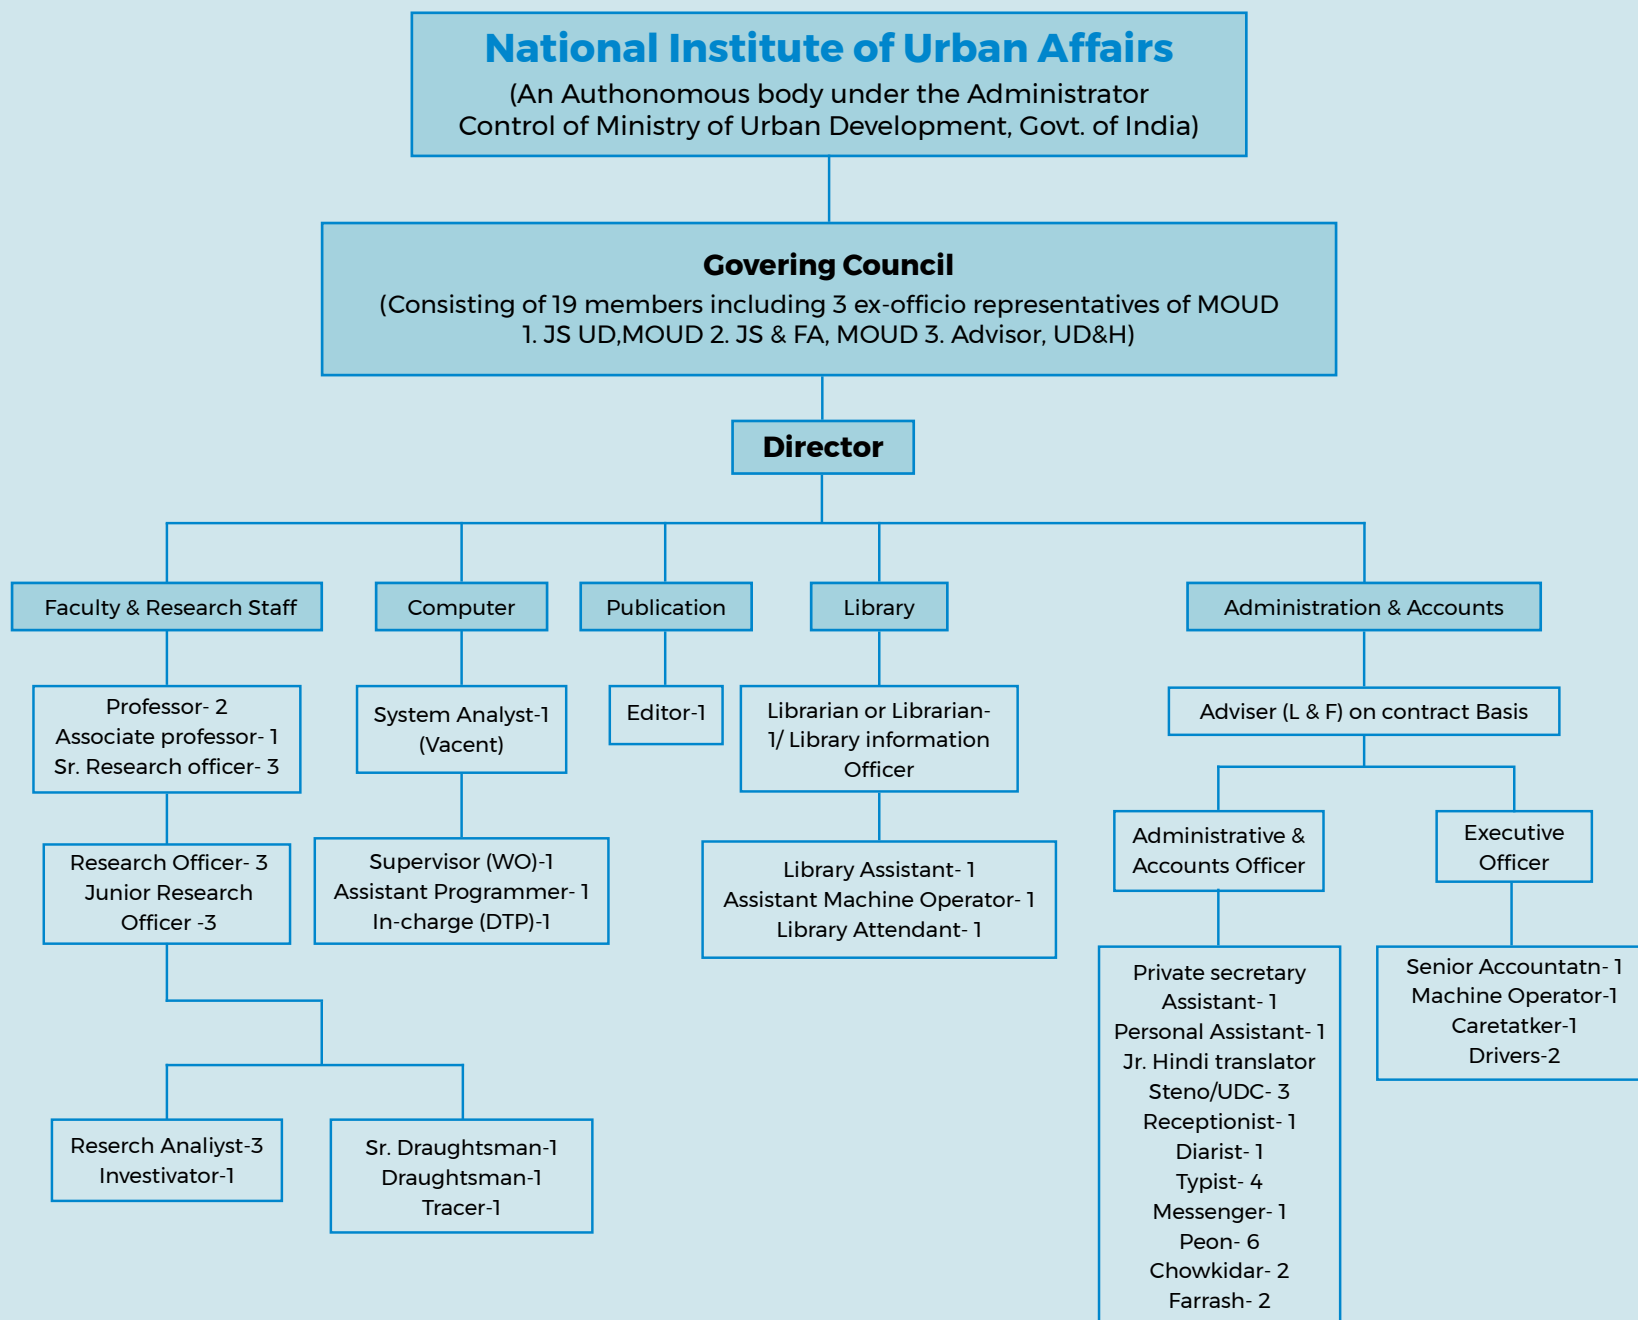 National Institute of Urban Affairs
(An Authonomous body under the Administrator
Control of Ministry of Urban Development, Govt. of India)
Govering Council
(Consisting of 19 members including 3 ex-officio representatives of MOUD
1. JS UD,MOUD 2. JS & FA, MOUD 3. Advisor, UD&H)
Director
Faculty & Research Staff
Computer
Publication
Library
Administration & Accounts
Professor- 2
Associate professor- 1
Sr. Research officer- 3
System Analyst-1
(Vacent)
Editor-1
Librarian or Librarian-
1/ Library information
Officer
Adviser (L & F) on contract Basis
Research Officer- 3
Junior Research
Officer -3
Supervisor (WO)-1
Assistant Programmer- 1
In-charge (DTP)-1
Library Assistant- 1
Assistant Machine Operator- 1
Library Attendant- 1
Administrative &
Accounts Officer
Executive
Officer
Private secretary
Assistant- 1
Personal Assistant- 1
Jr. Hindi translator
Steno/UDC- 3
Receptionist- 1
Diarist- 1
Typist- 4
Messenger- 1
Peon- 6
Chowkidar- 2
Farrash- 2
Senior Accountatn- 1
Machine Operator-1
Caretatker-1
Drivers-2
Reserch Analiyst-3
Investivator-1
Sr. Draughtsman-1
Draughtsman-1
Tracer-1